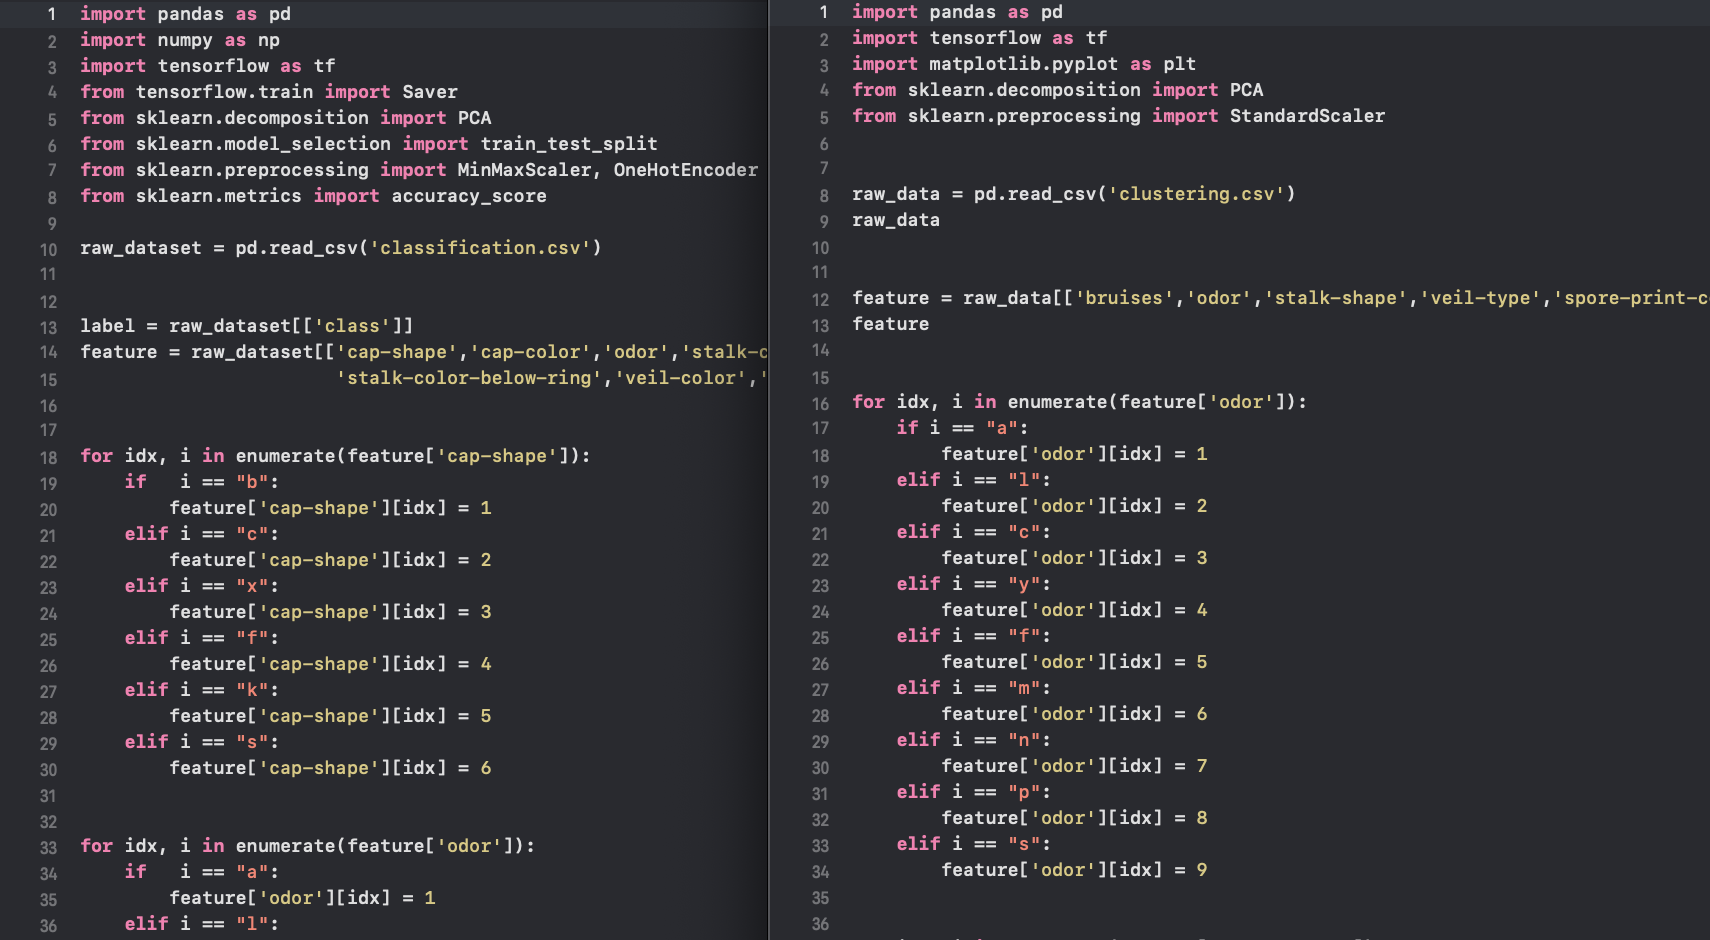 1 import pandas as pd
2 import numpy as np
3 import tensorflow as tf
4 from tensorflow.train import Saver
5 from sklearn.decomposition import PCA
6 from sklearn.model_selection import train_test_split
7 from sklearn.preprocessing import MinMaxScaler, OneHotEncoder
8 from sklearn.metrics import accuracy_score
9
10 raw_dataset = pd.read_csv('classification.csv')
11
12
13 label = raw_dataset[['class']]
14 feature = raw_dataset[['cap-shape','cap-color','odor','stalk-c
15                        'stalk-color-below-ring','veil-color','
16
17
18 for idx, i in enumerate(feature['cap-shape']):
19     if   i == "b":
20         feature['cap-shape'][idx] = 1
21     elif i == "c":
22         feature['cap-shape'][idx] = 2
23     elif i == "x":
24         feature['cap-shape'][idx] = 3
25     elif i == "f":
26         feature['cap-shape'][idx] = 4
27     elif i == "k":
28         feature['cap-shape'][idx] = 5
29     elif i == "s":
30         feature['cap-shape'][idx] = 6
31
32
33 for idx, i in enumerate(feature['odor']):
34     if   i == "a":
35         feature['odor'][idx] = 1
36     elif i == "l":
1 import pandas as pd
2 import tensorflow as tf
3 import matplotlib.pyplot as plt
4 from sklearn.decomposition import PCA
5 from sklearn.preprocessing import StandardScaler
6
7
8 raw_data = pd.read_csv('clustering.csv')
9 raw_data
10
11
12 feature = raw_data[['bruises','odor','stalk-shape','veil-type','spore-print-c
13 feature
14
15
16 for idx, i in enumerate(feature['odor']):
17     if i == "a":
18         feature['odor'][idx] = 1
19     elif i == "l":
20         feature['odor'][idx] = 2
21     elif i == "c":
22         feature['odor'][idx] = 3
23     elif i == "y":
24         feature['odor'][idx] = 4
25     elif i == "f":
26         feature['odor'][idx] = 5
27     elif i == "m":
28         feature['odor'][idx] = 6
29     elif i == "n":
30         feature['odor'][idx] = 7
31     elif i == "p":
32         feature['odor'][idx] = 8
33     elif i == "s":
34         feature['odor'][idx] = 9
35
36